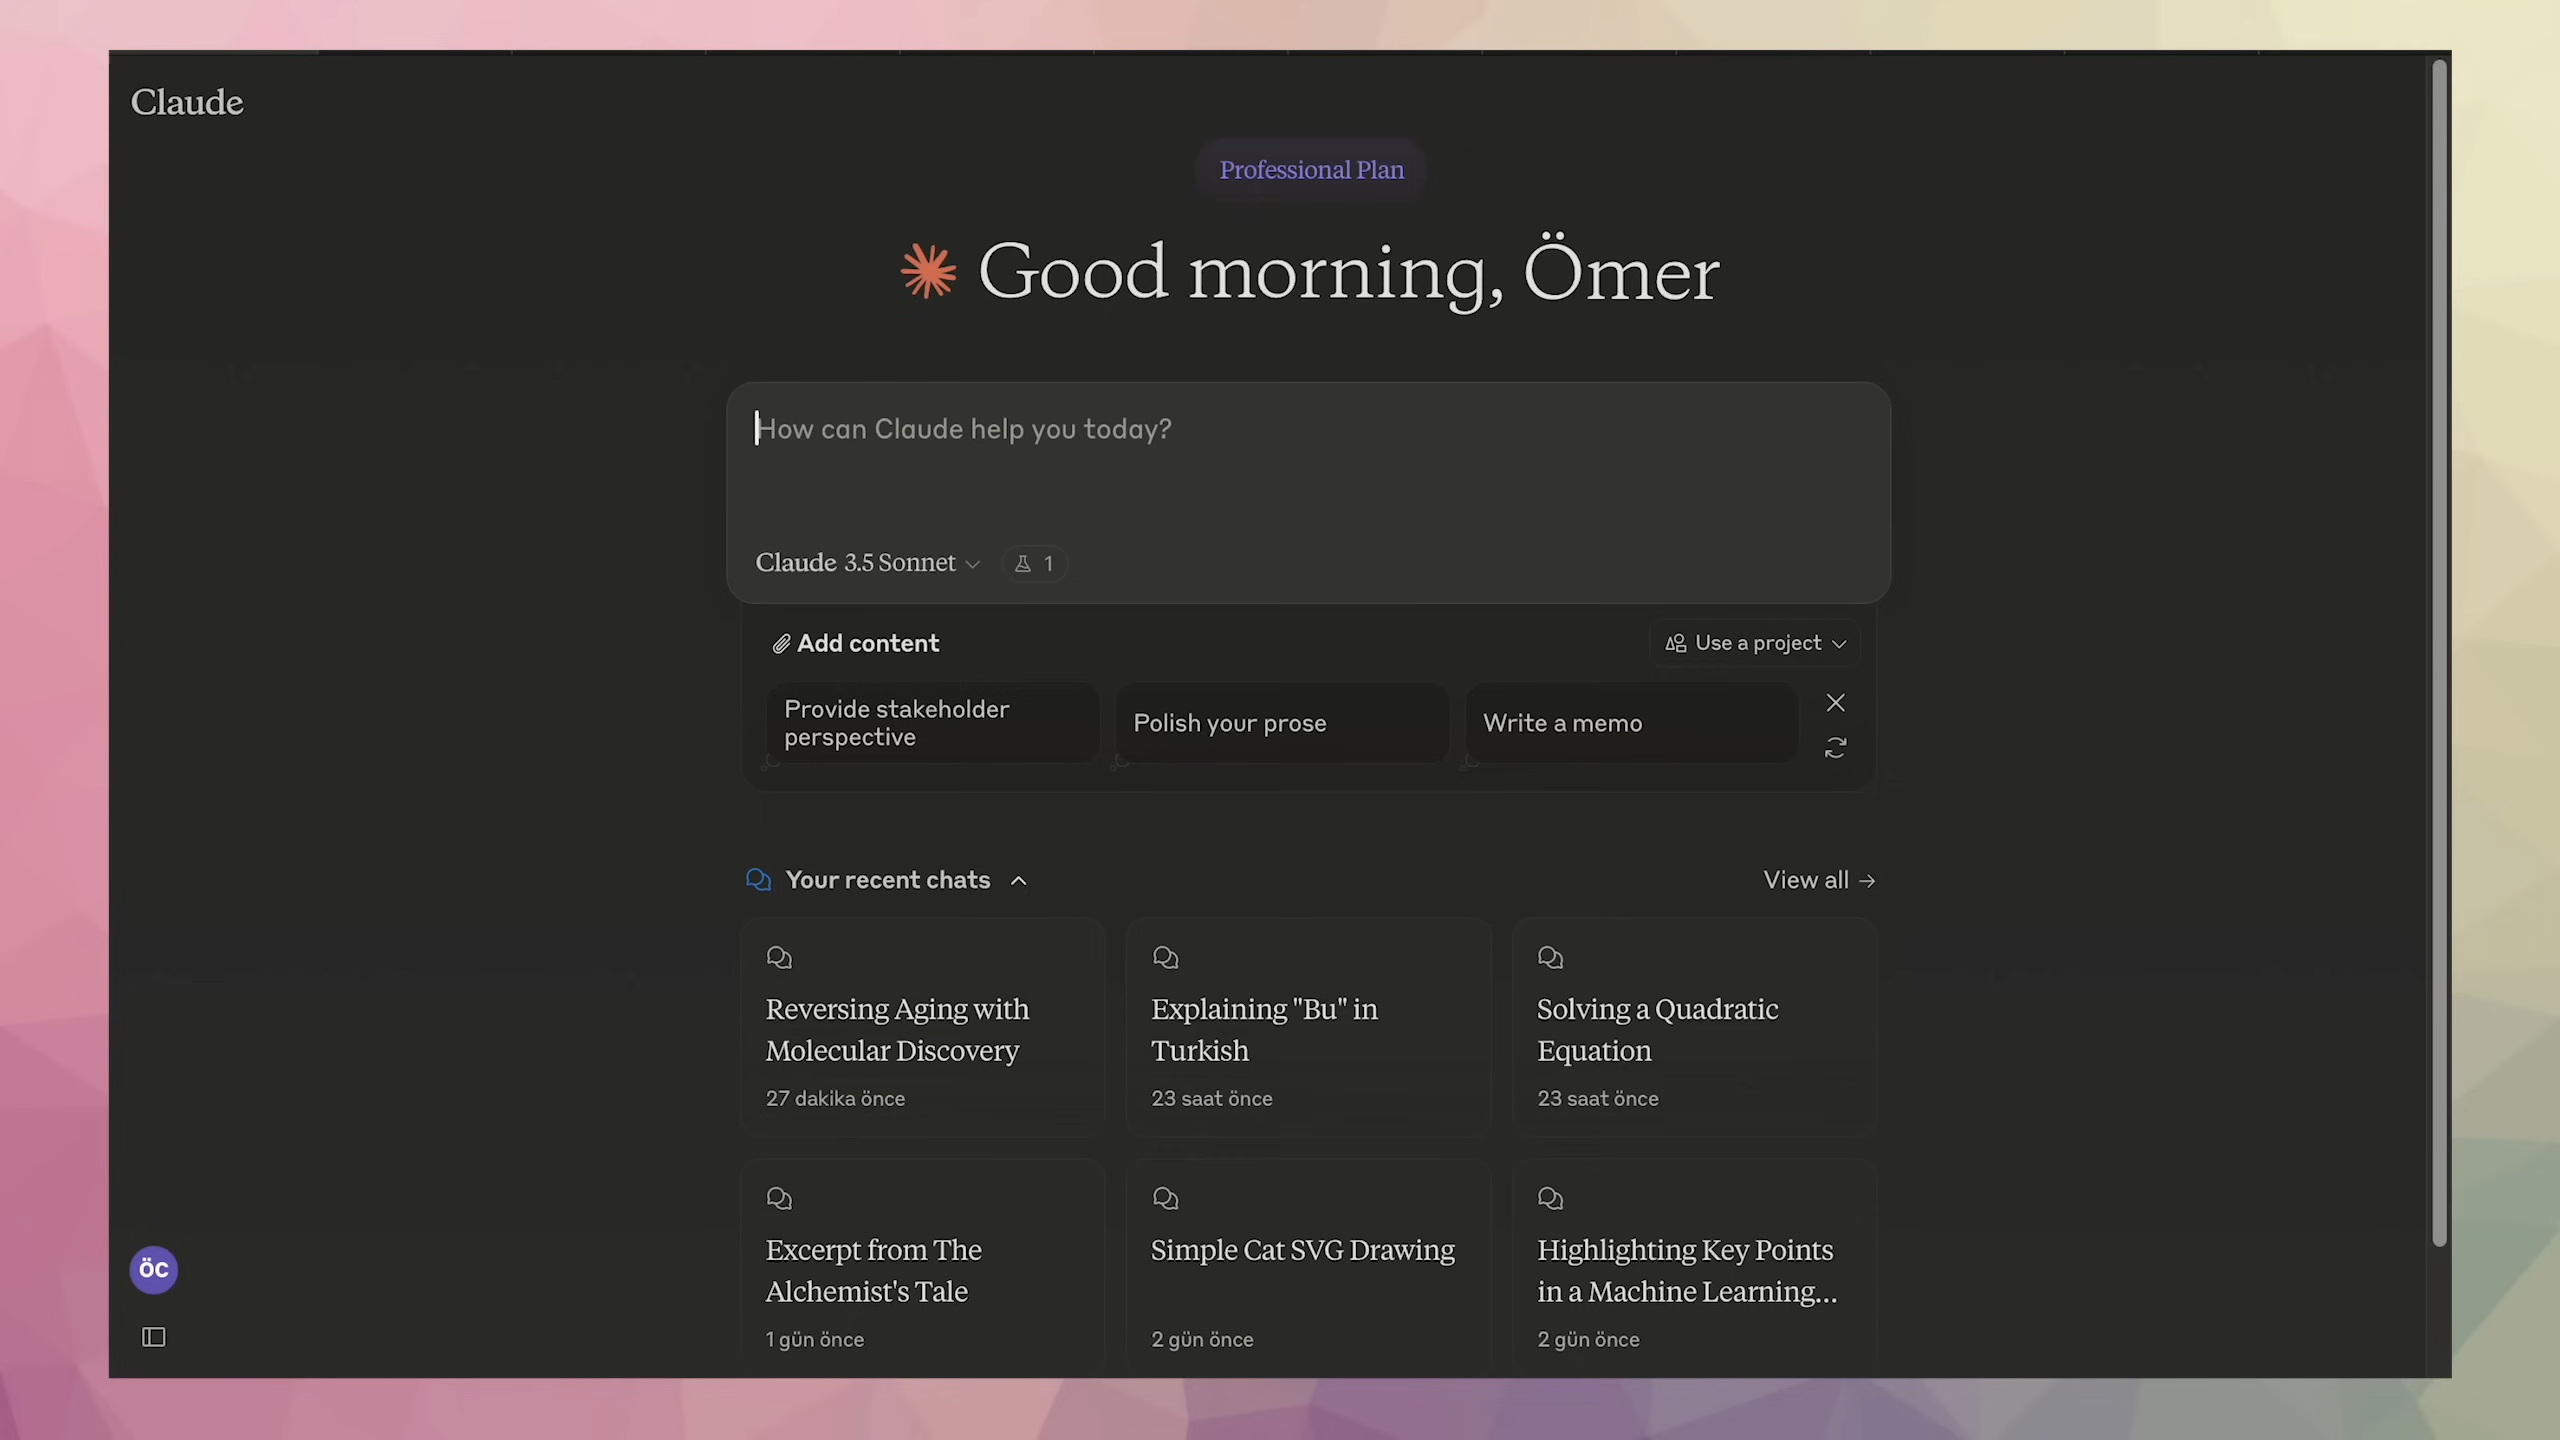 Claude
Professional Plan
Good morning, Ömer
How can Claude help you today?
Claude 3.5 Sonnet
1
Add content
Use a project
Provide stakeholder
perspective
Polish your prose
Write a memo
Your recent chats
View all
Reversing Aging with
Molecular Discovery
27 dakika önce
Explaining "Bu" in
Turkish
23 saat önce
Solving a Quadratic
Equation
23 saat önce
Excerpt from The
Alchemist's Tale
1 gün önce
Simple Cat SVG Drawing
2 gün önce
Highlighting Key Points
in a Machine Learning...
2 gün önce
ÖC